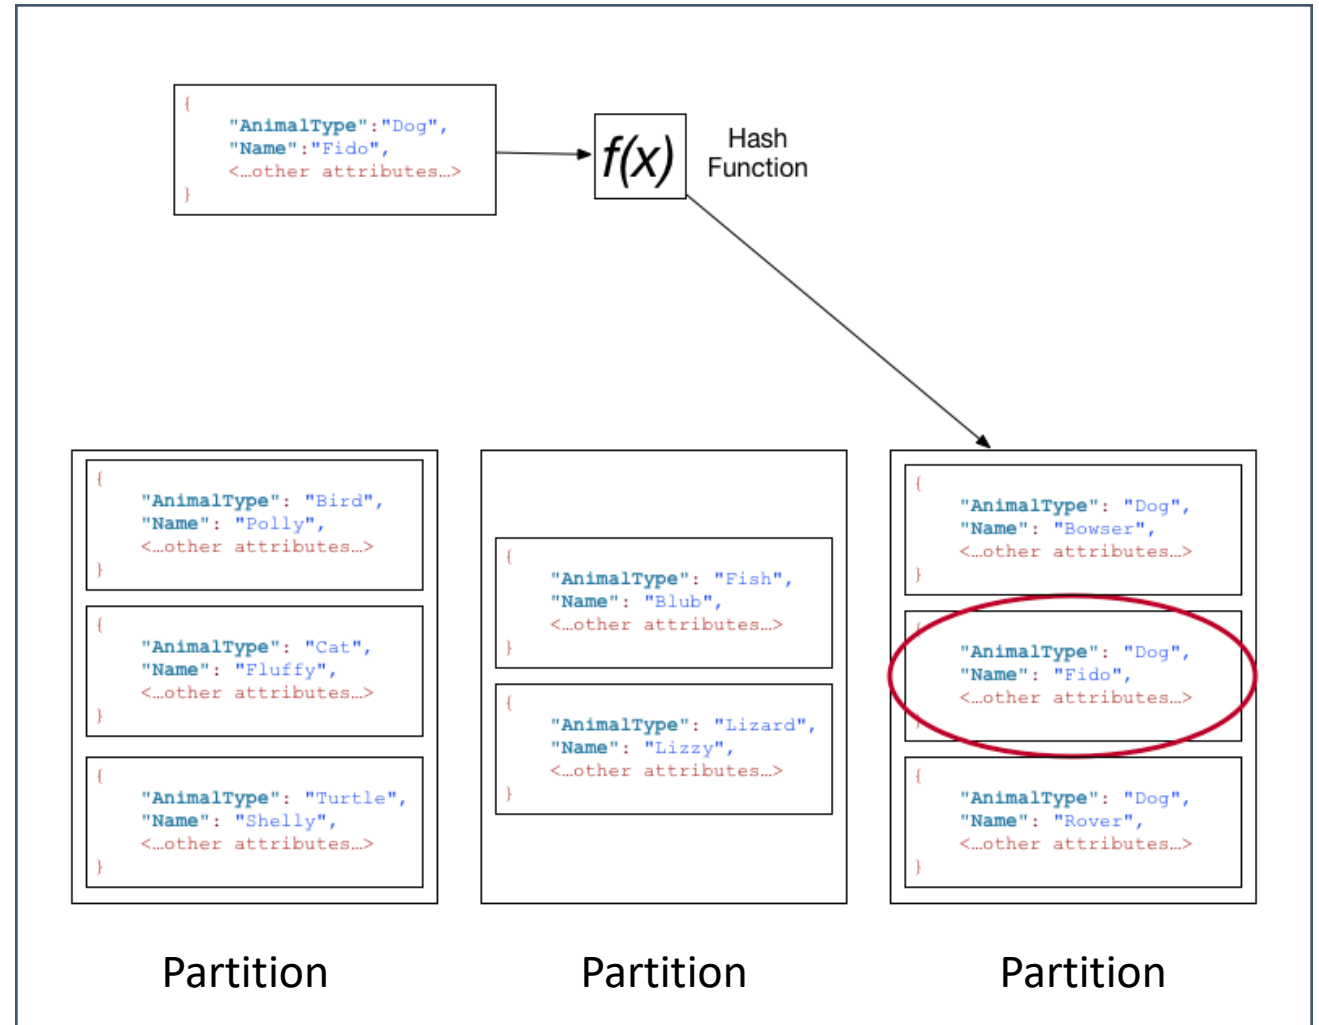 {
"AnimalType":"Dog",
"Name":"Fido",
<…other attributes…>
}
f(x)
Hash
Function
{
"AnimalType": "Bird",
"Name": "Polly",
<…other attributes…>
}
{
"AnimalType": "Cat",
"Name": "Fluffy",
<…other attributes…>
}
{
"AnimalType": "Turtle",
"Name": "Shelly",
<…other attributes…>
}
{
"AnimalType": "Fish",
"Name": "Blub",
<…other attributes…>
}
{
"AnimalType": "Lizard",
"Name": "Lizzy",
<…other attributes…>
}
{
"AnimalType": "Dog",
"Name": "Bowser",
<…other attributes…>
}
{
"AnimalType": "Dog",
"Name": "Fido",
<…other attributes…>
}
{
"AnimalType": "Dog",
"Name": "Rover",
<…other attributes…>
}
Partition
Partition
Partition